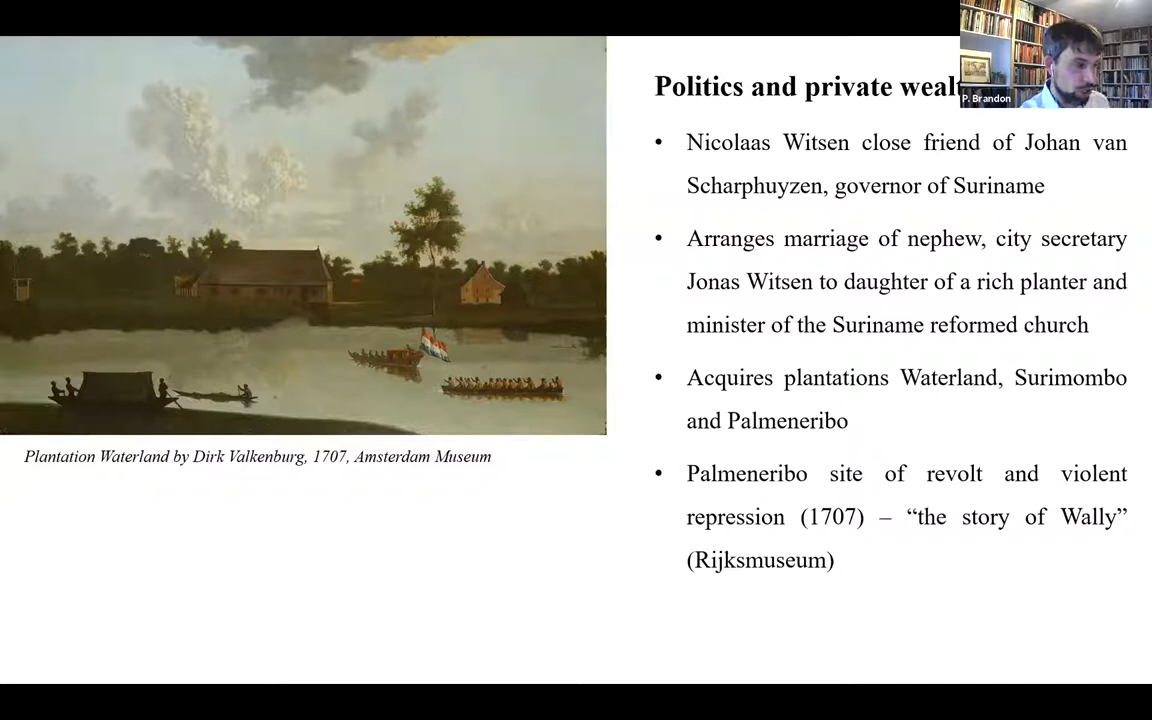 Politics and private
P. Brandon
• Nicolaas Witsen close friend of Johan van
Scharphuyzen, governor of Suriname
• Arranges marriage of nephew, city secretary
Jonas Witsen to daughter of a rich planter and
minister of the Suriname reformed church
• Acquires plantations Waterland, Surimombo
and Palmeneribo
• Palmeneribo site of revolt and violent
repression (1707) – “the story of Wally”
(Rijksmuseum)
Plantation Waterland by Dirk Valkenburg, 1707, Amsterdam Museum